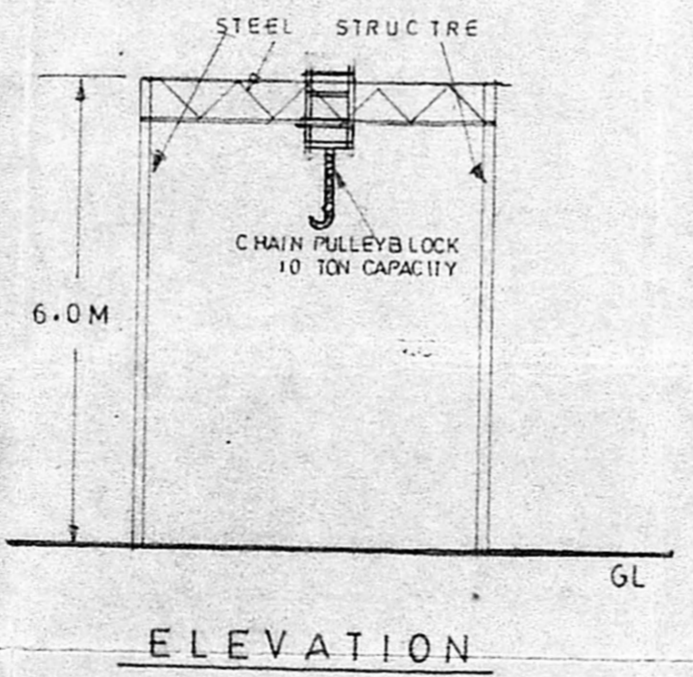 STEEL STRUCTRE
CHAIN PULLEYBLOCK
10 TON CAPACITY
6.0M
GL
ELEVATION